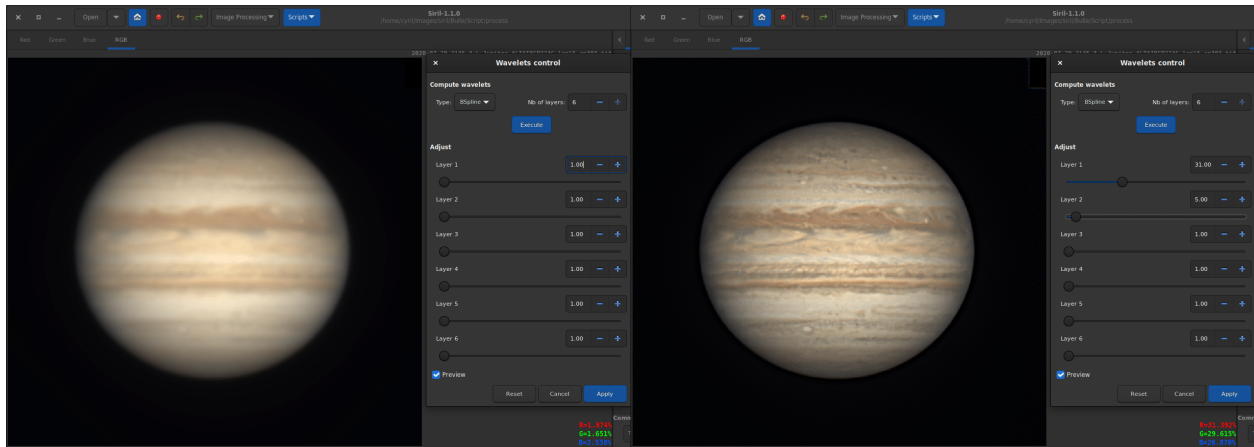 Open
Image Processing
Scripts
Siril-1.1.0
/home/cyril/Images/siril/Bulle/Script/process
Red Green Blue RGB
Wavelets control
Compute wavelets
Type: BSpline Nb of layers: 6
Execute
Adjust
Layer 1 1.00
Layer 2 1.00
Layer 3 1.00
Layer 4 1.00
Layer 5 1.00
Layer 6 1.00
Preview
Reset Cancel Apply
G=1.651%
Open
Image Processing
Scripts
Siril-1.1.0
/home/cyril/Images/siril/Bulle/Script/process
Red Green Blue RGB
Wavelets control
Compute wavelets
Type: BSpline Nb of layers: 6
Execute
Adjust
Layer 1 31.00
Layer 2 5.00
Layer 3 1.00
Layer 4 1.00
Layer 5 1.00
Layer 6 1.00
Preview
Reset Cancel Apply
G=29.615%